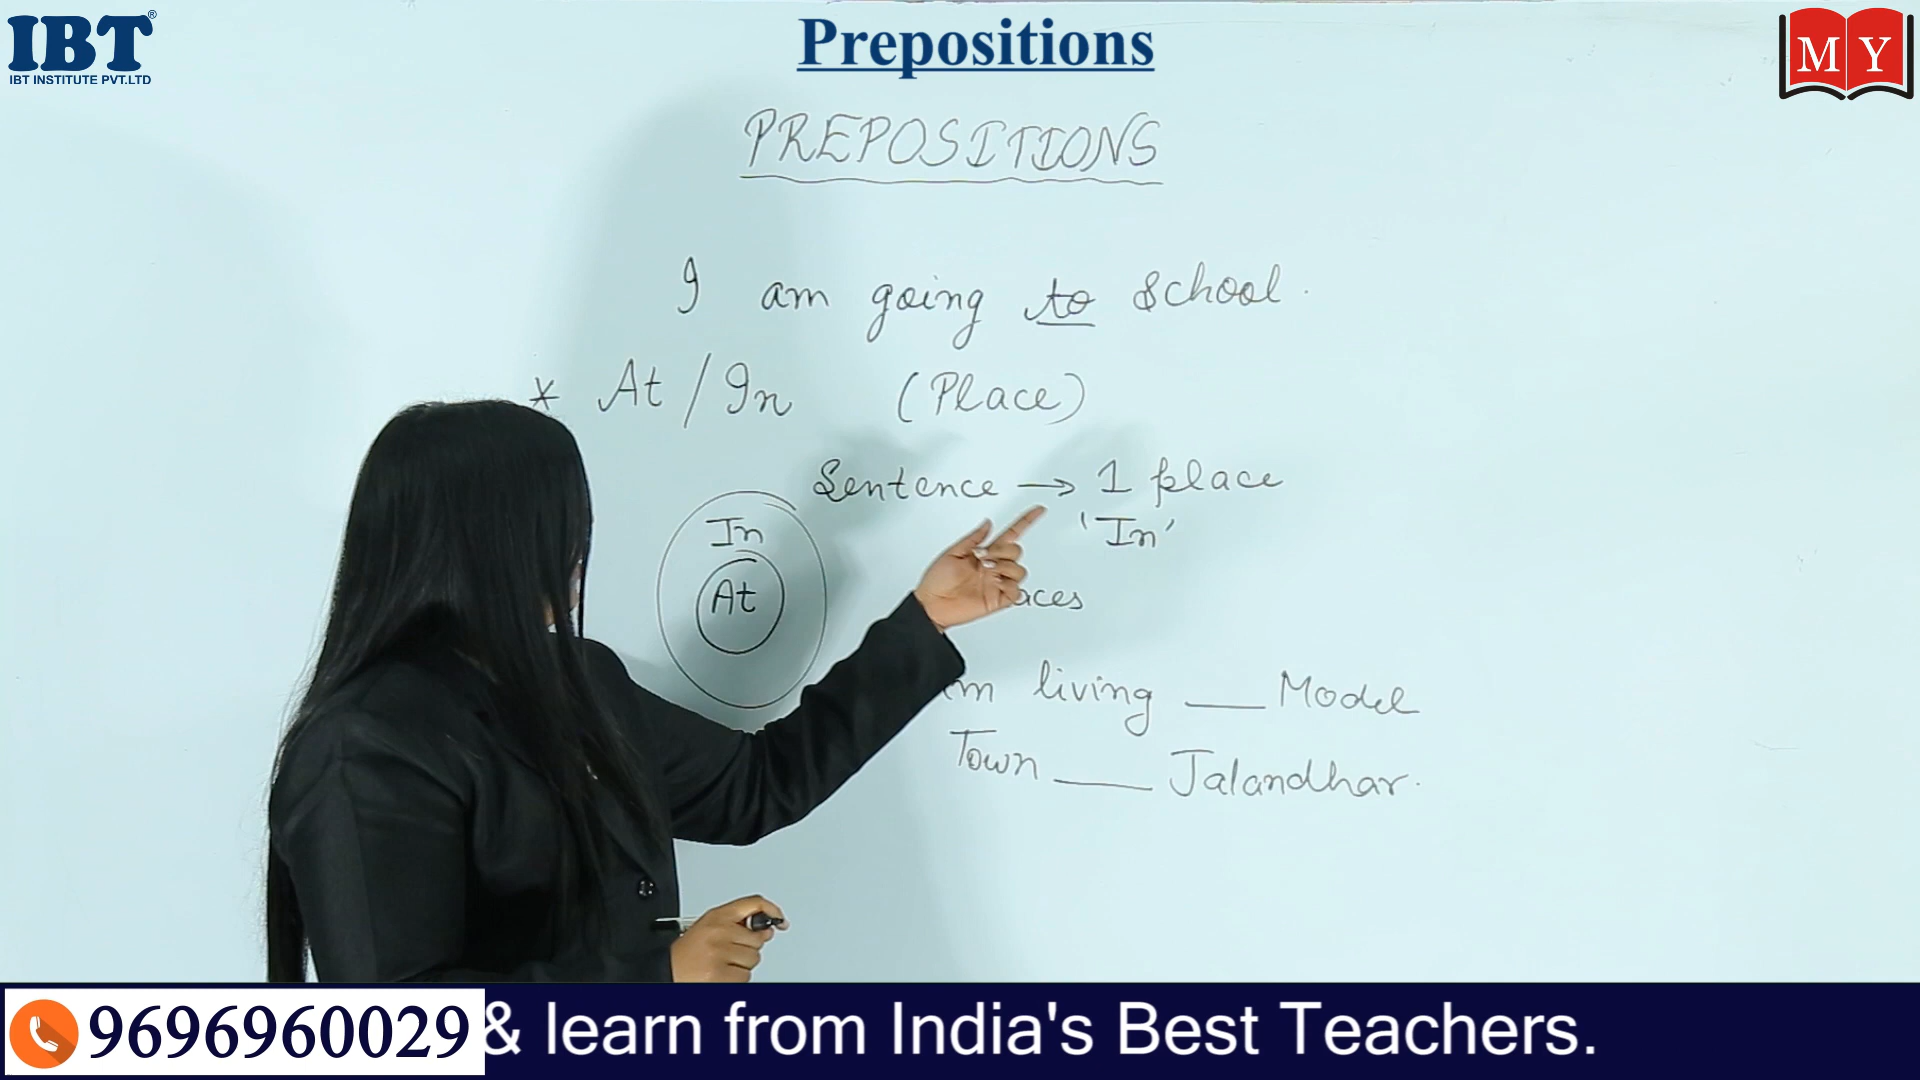 IBT®
IBT INSTITUTE PVT.LTD
Prepositions
MY
PREPOSITIONS
I am going to school.
* At / In (Place)
Sentence → 1 place
In
'In'
At
living ___ Model
Town ___ Jalandhar.
9696960029 & learn from India's Best Teachers.